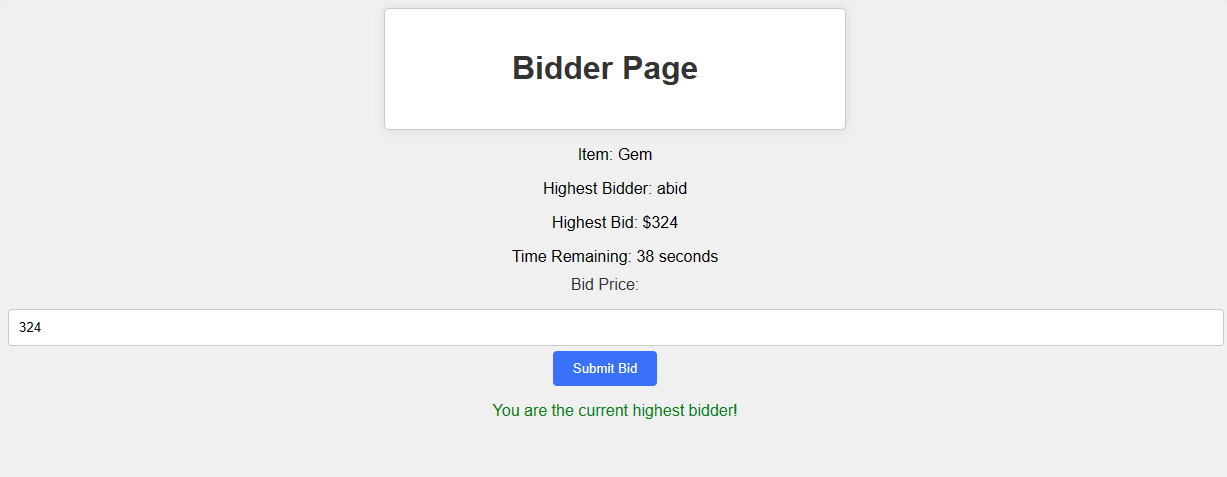 Bidder Page
Item: Gem
Highest Bidder: abid
Highest Bid: $324
Time Remaining: 38 seconds
Bid Price:
324
Submit Bid
You are the current highest bidder!